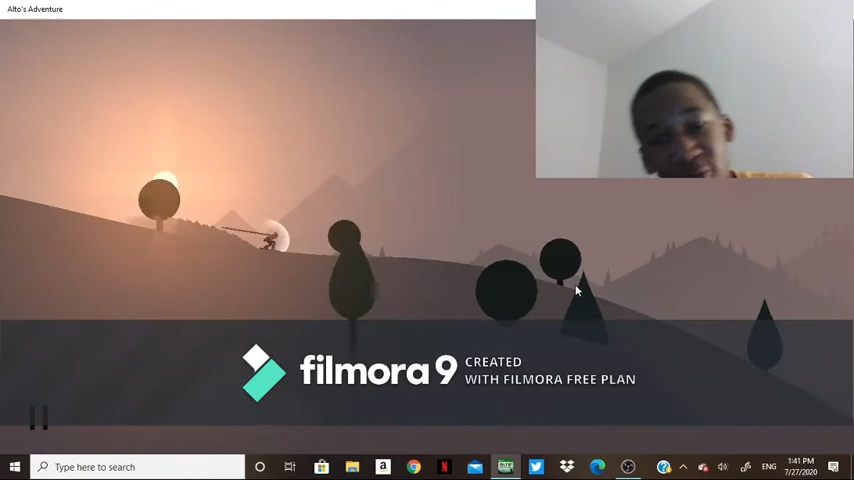 Alto's Adventure
filmora 9
CREATED
WITH FILMORA FREE PLAN
Type here to search
ENG
1:41 PM
7/27/2020